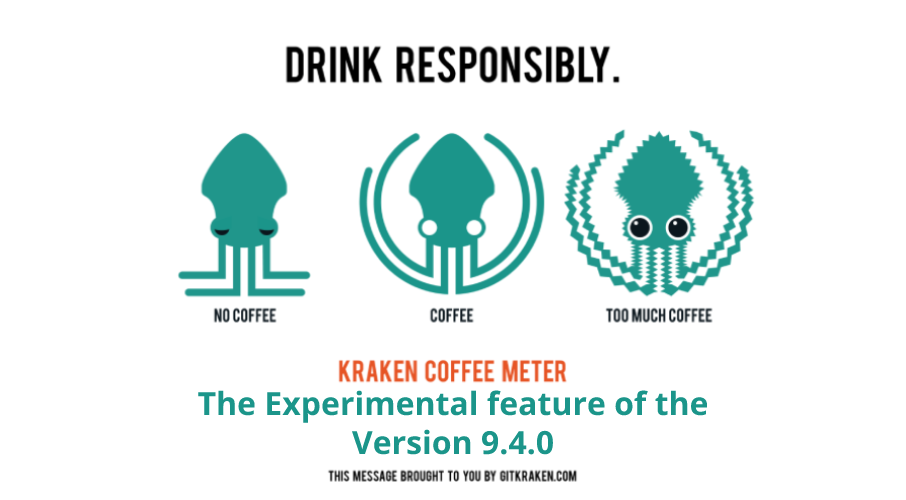 DRINK RESPONSIBLY.
NO COFFEE
COFFEE
TOO MUCH COFFEE
KRAKEN COFFEE METER
The Experimental feature of the
Version 9.4.0
THIS MESSAGE BROUGHT TO YOU BY GITKRAKEN.COM